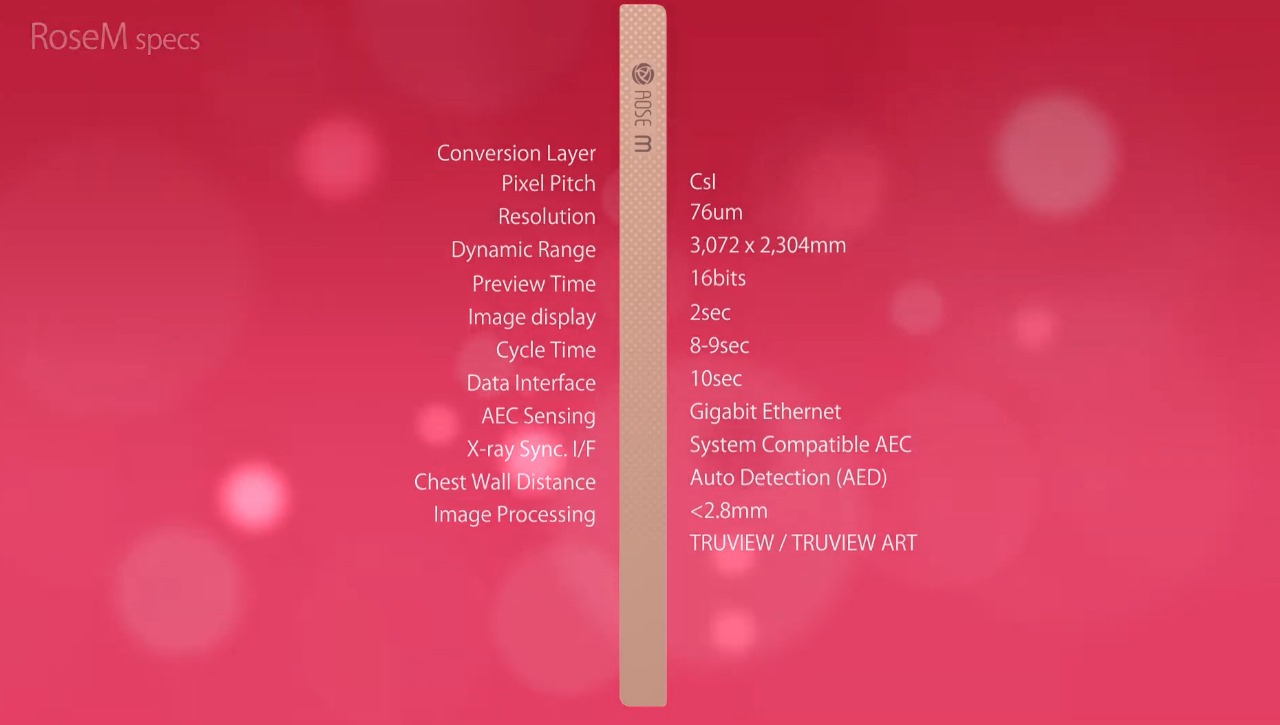 RoseM specs
ROSE m
Conversion Layer
Pixel Pitch
Resolution
Dynamic Range
Preview Time
Image display
Cycle Time
Data Interface
AEC Sensing
X-ray Sync. I/F
Chest Wall Distance
Image Processing
CsI
76um
3,072 x 2,304mm
16bits
2sec
8-9sec
10sec
Gigabit Ethernet
System Compatible AEC
Auto Detection (AED)
<2.8mm
TRUVIEW / TRUVIEW ART